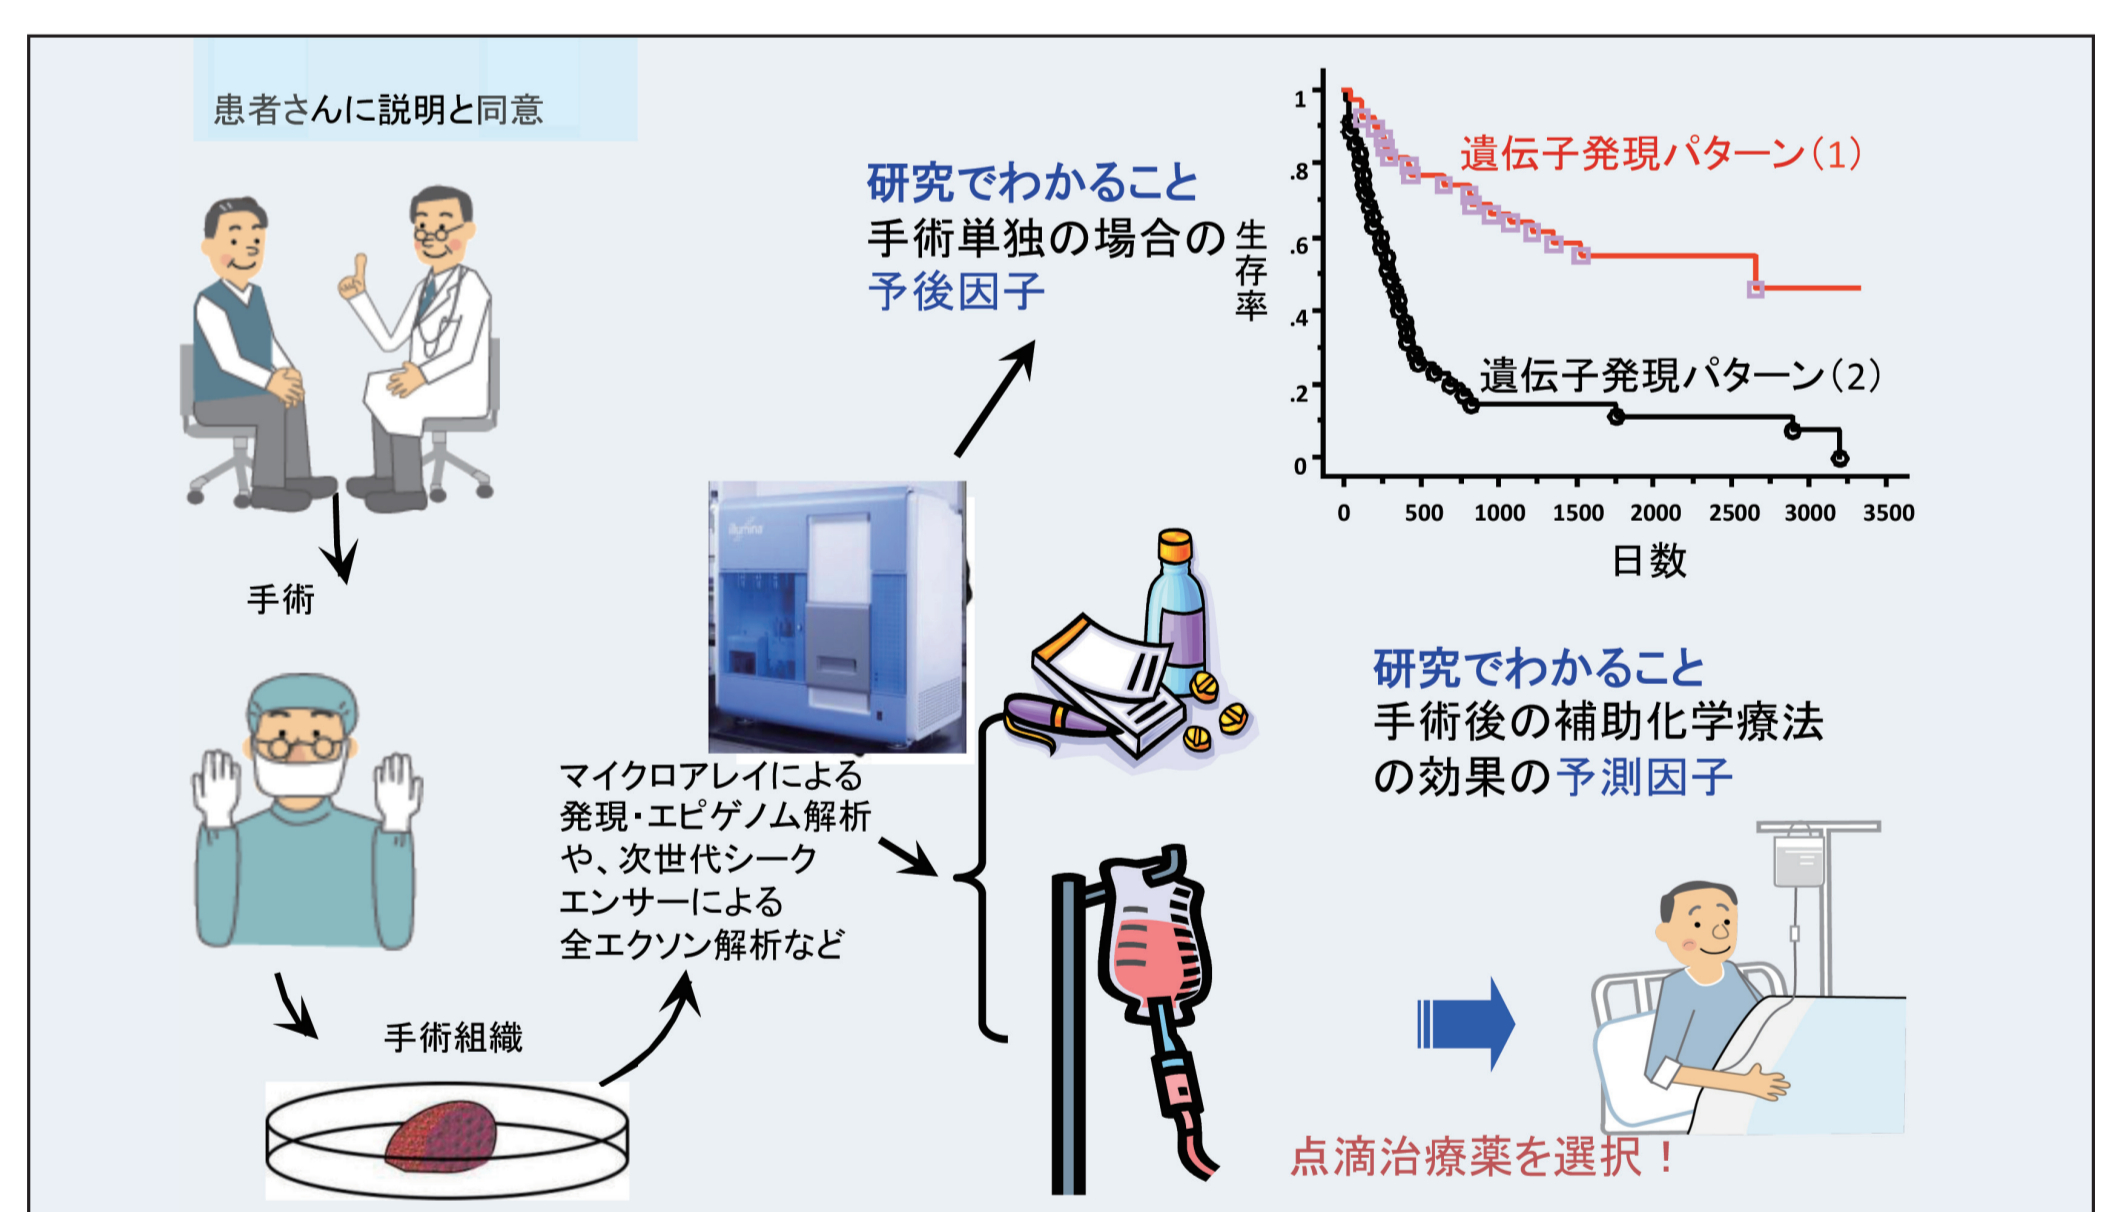 患者さんに説明と同意
手術
手術組織
マイクロアレイによる
発現・エピゲノム解析
や、次世代シーク
エンサーによる
全エクソン解析など
illumina
研究でわかること
手術単独の場合の
予後因子
生存率
1
.8
.6
.4
.2
0
遺伝子発現パターン（1）
遺伝子発現パターン（2）
0 500 1000 1500 2000 2500 3000 3500
日数
研究でわかること
手術後の補助化学療法
の効果の予測因子
点滴治療薬を選択！